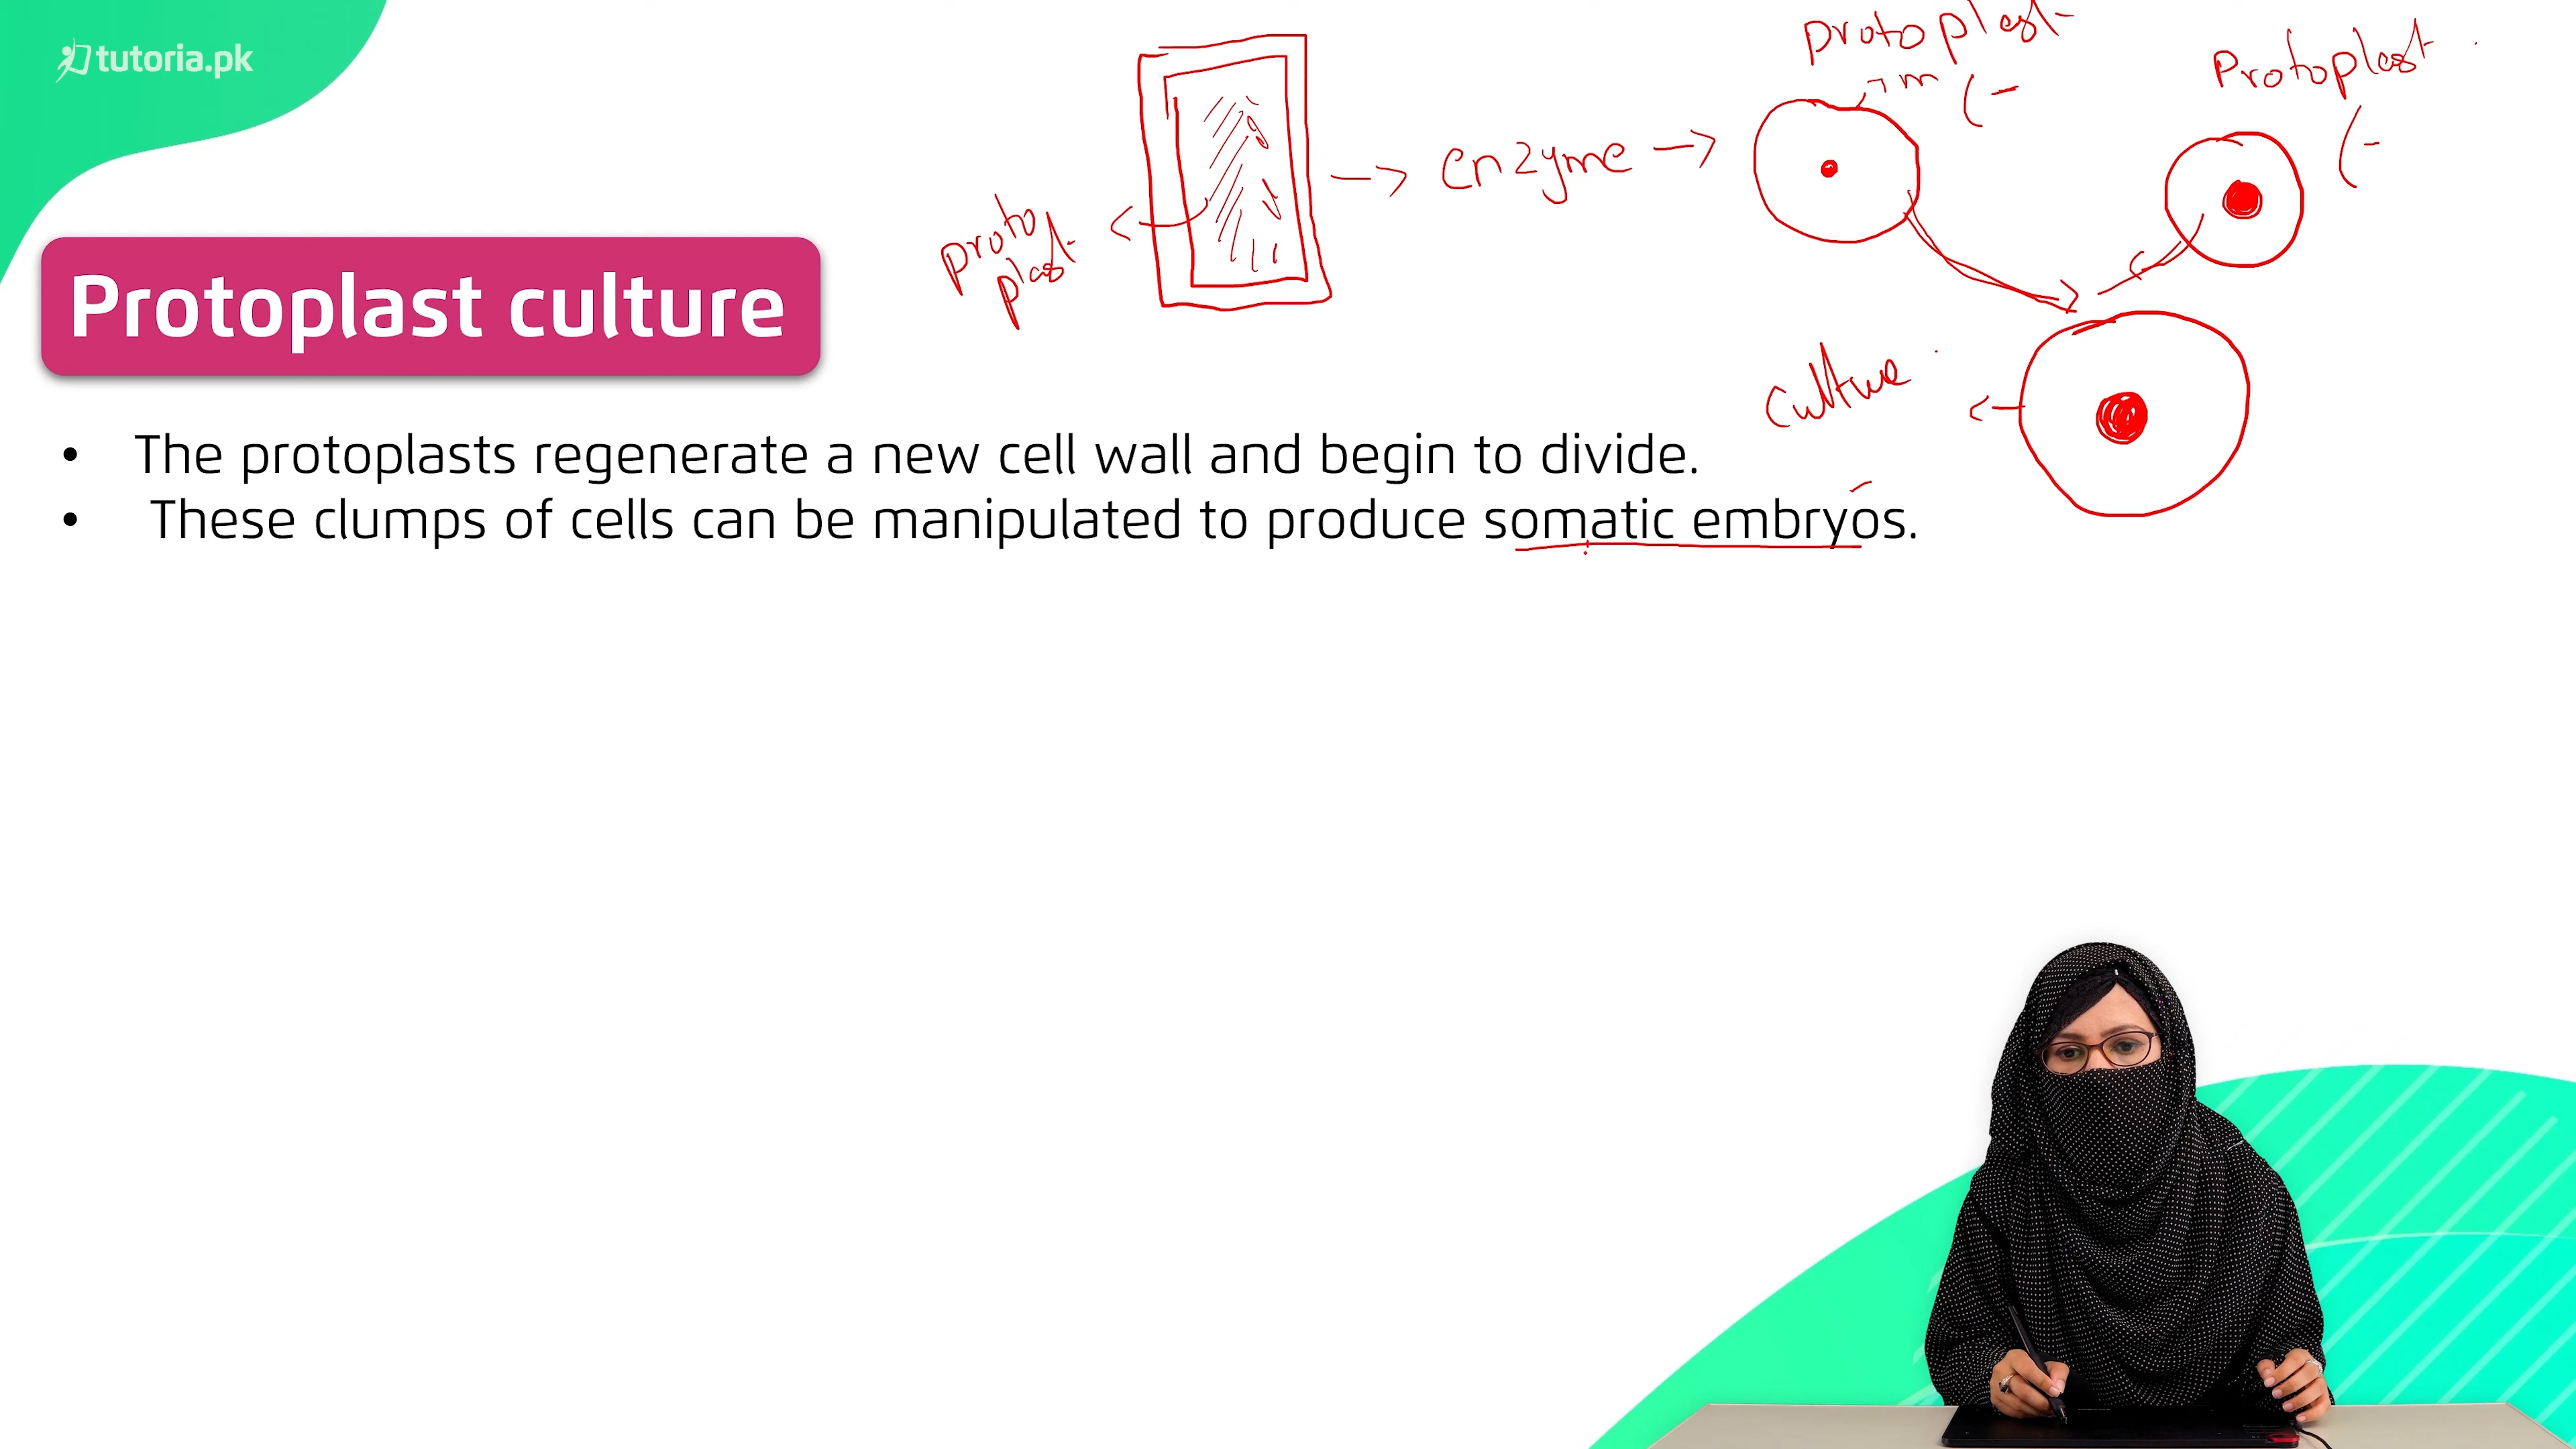 tutoria.pk
Protoplast
Protoplast
m
enzyme
proto
plast
Protoplast culture
Culture
• The protoplasts regenerate a new cell wall and begin to divide.
• These clumps of cells can be manipulated to produce somatic embryos.